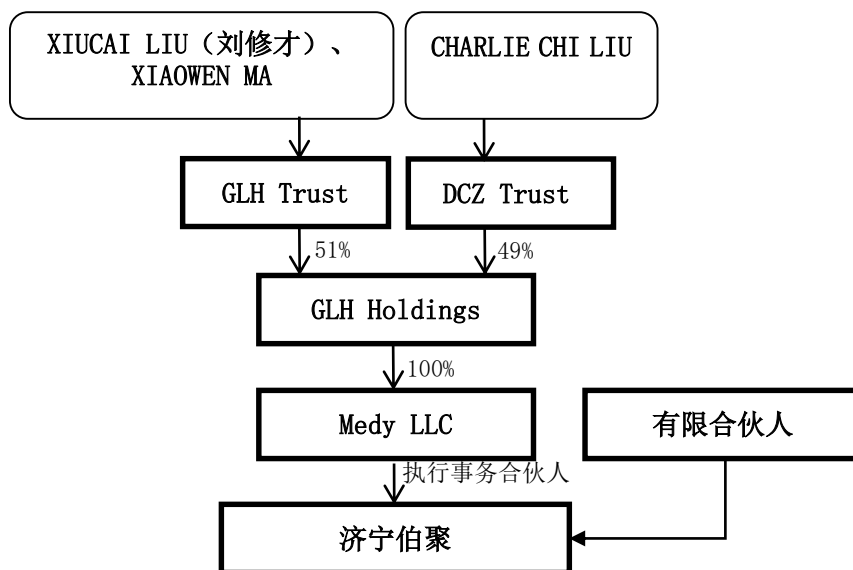 XIUCAI LIU（刘修才）、
XIAOWEN MA
CHARLIE CHI LIU
GLH Trust
DCZ Trust
51%
49%
GLH Holdings
100%
Medy LLC
有限合伙人
执行事务合伙人
济宁伯聚